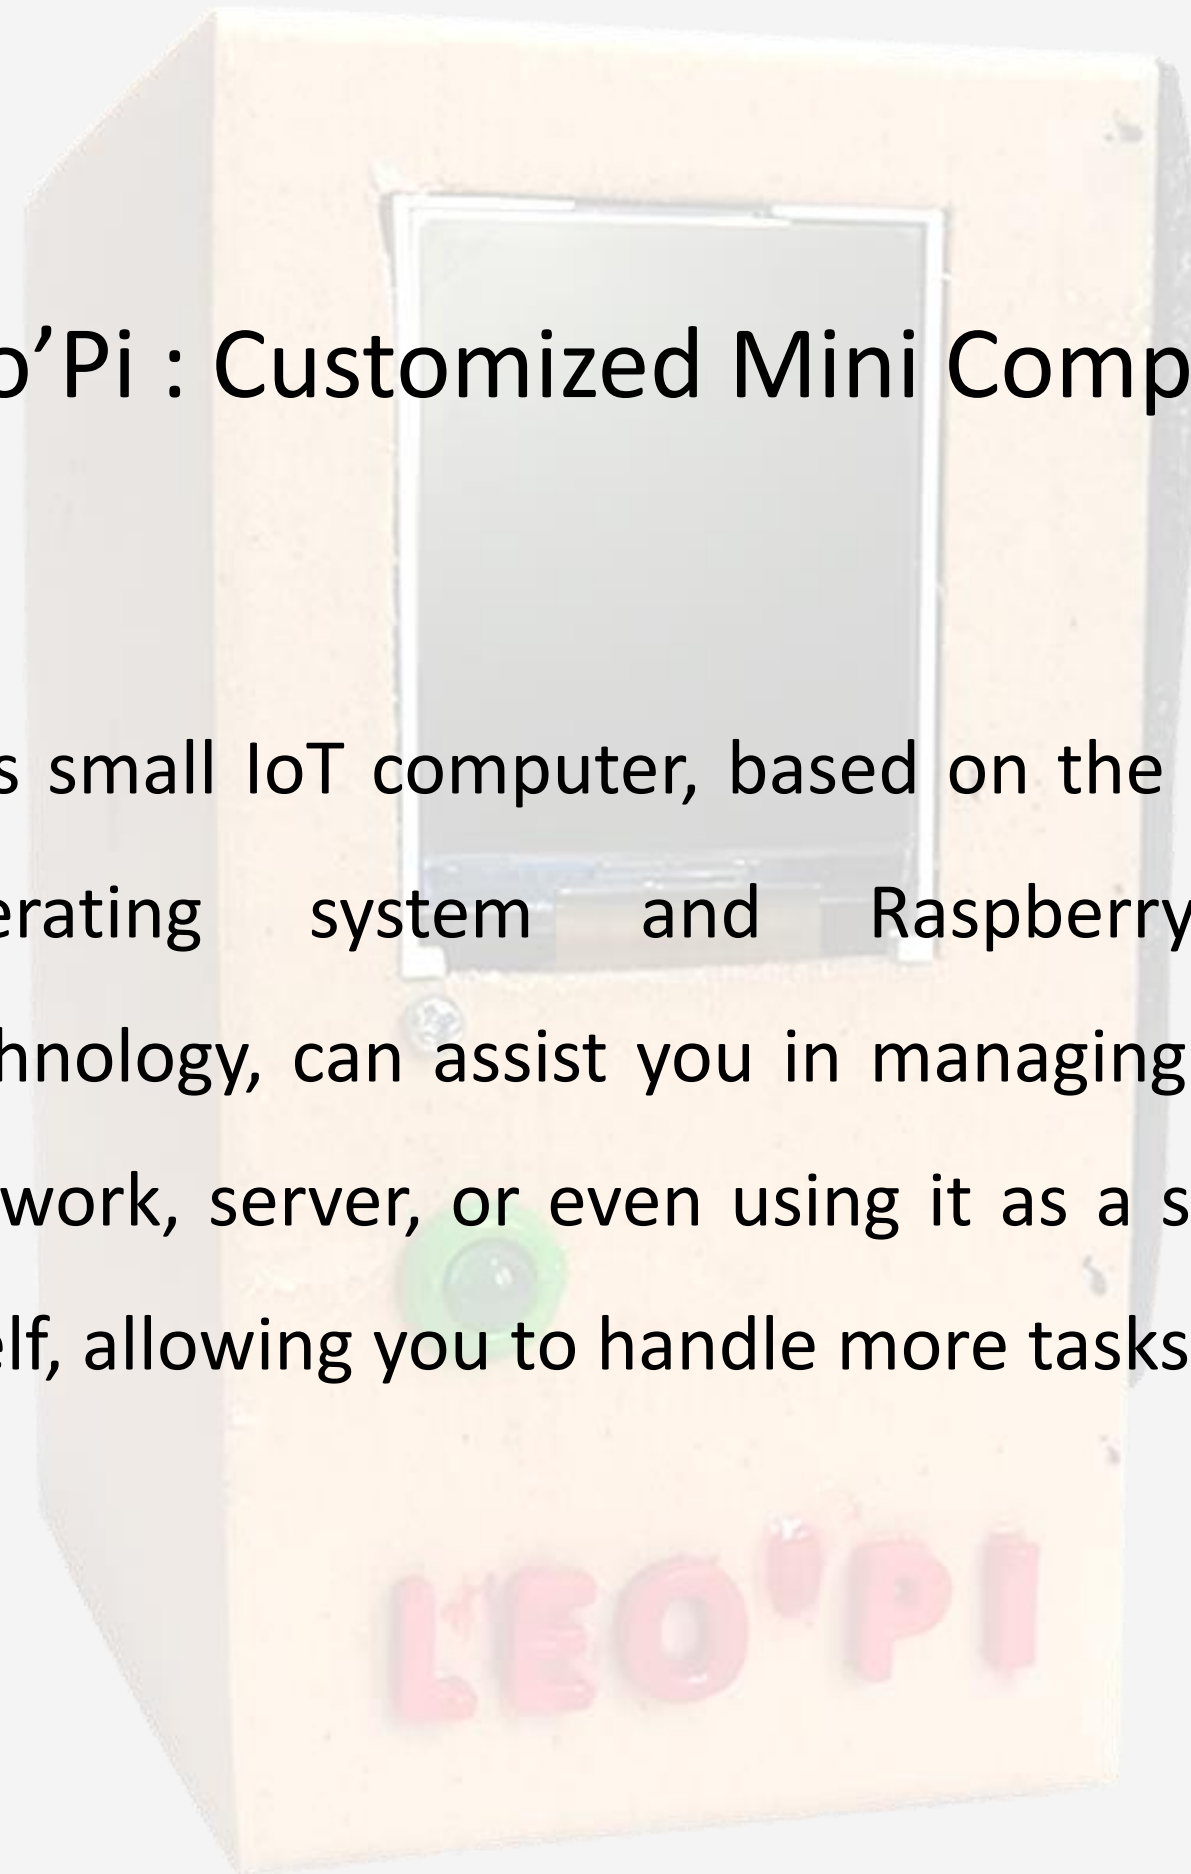 o’Pi : Customized Mini Comp
s small IoT computer, based on the
erating system and Raspberry
hnology, can assist you in managing
work, server, or even using it as a s
elf, allowing you to handle more tasks
LEO'PI